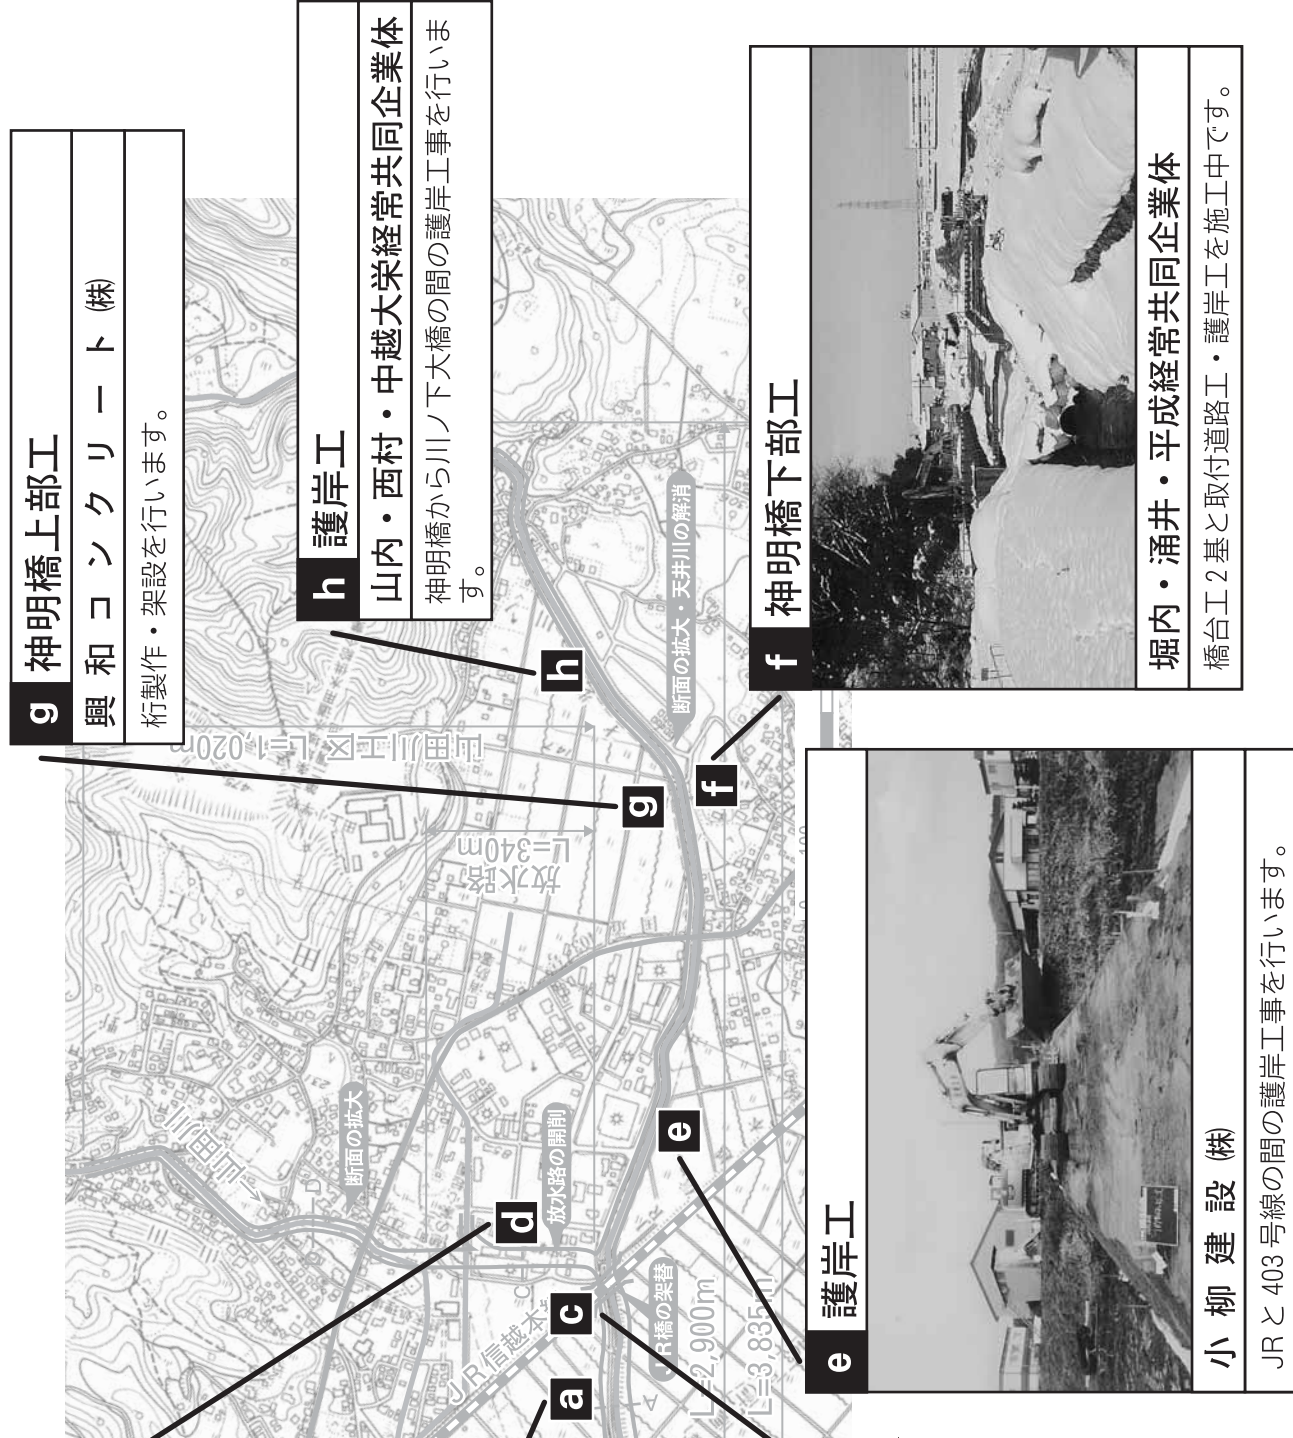 g 神明橋上部工
興和コンクリート㈱
桁製作・架設を行います。
h 護岸工
山内・西村・中越大栄経常共同企業体
神明橋から川ノ下大橋の間の護岸工事を行いま
す。
f 神明橋下部工
堀内・涌井・平成経常共同企業体
橋台工2基と取付道路工・護岸工を施工中です。
e 護岸工
小柳建設㈱
JRと403号線の間の護岸工事を行います。
山田川工区 L=1,020m
放水路
L=340m
断面の拡大・天井川の解消
断面の拡大
放水路の開削
JR橋の架替
山田川
JR信越本
L=2,900m
L=3,835m
a
c
d
e
f
g
h